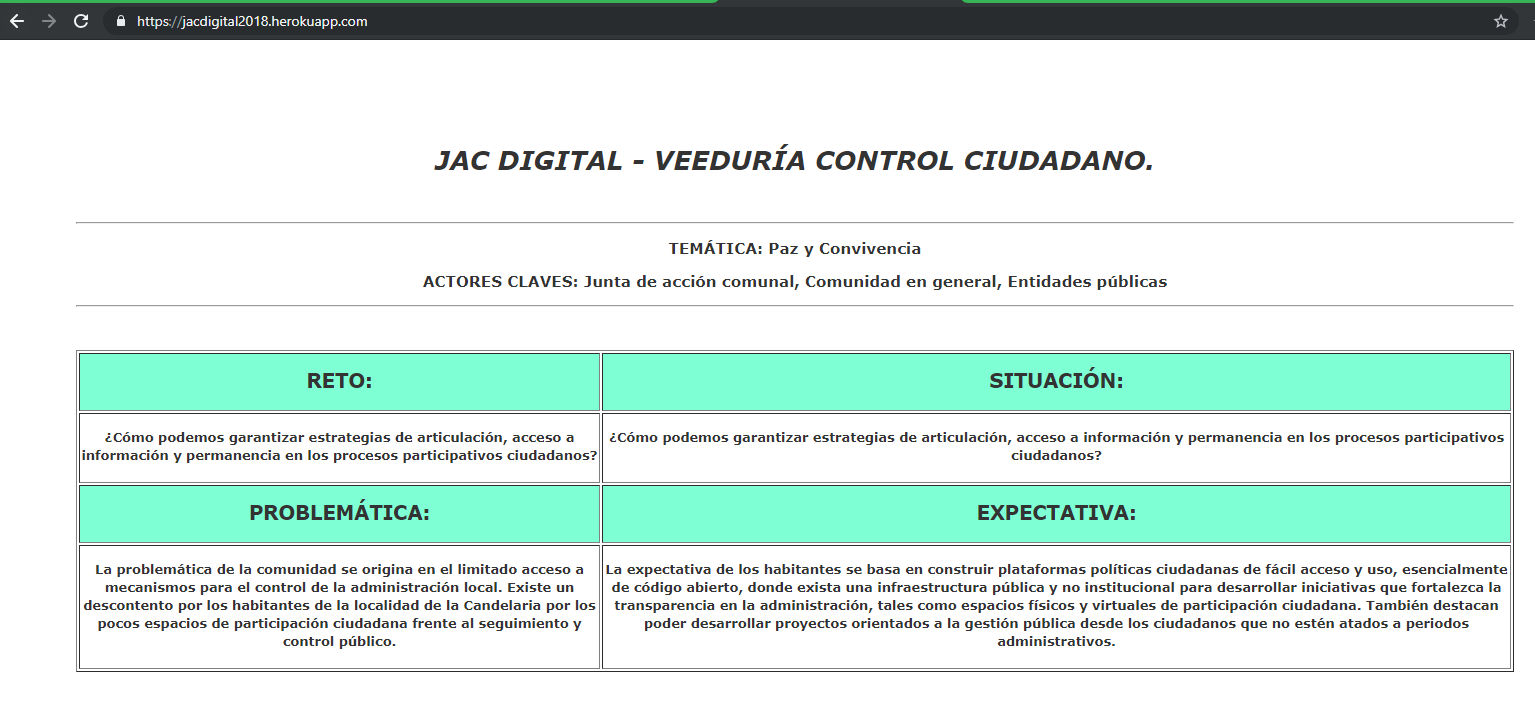 https://jacdigital2018.herokuapp.com
JAC DIGITAL - VEEDURÍA CONTROL CIUDADANO.
TEMÁTICA: Paz y Convivencia
ACTORES CLAVES: Junta de acción comunal, Comunidad en general, Entidades públicas
RETO:
SITUACIÓN:
¿Cómo podemos garantizar estrategias de articulación, acceso a
información y permanencia en los procesos participativos ciudadanos?
¿Cómo podemos garantizar estrategias de articulación, acceso a información y permanencia en los procesos participativos
ciudadanos?
PROBLEMÁTICA:
EXPECTATIVA:
La problemática de la comunidad se origina en el limitado acceso a
mecanismos para el control de la administración local. Existe un
descontento por los habitantes de la localidad de la Candelaria por los
pocos espacios de participación ciudadana frente al seguimiento y
control público.
La expectativa de los habitantes se basa en construir plataformas políticas ciudadanas de fácil acceso y uso, esencialmente
de código abierto, donde exista una infraestructura pública y no institucional para desarrollar iniciativas que fortalezca la
transparencia en la administración, tales como espacios físicos y virtuales de participación ciudadana. También destacan
poder desarrollar proyectos orientados a la gestión pública desde los ciudadanos que no estén atados a periodos
administrativos.